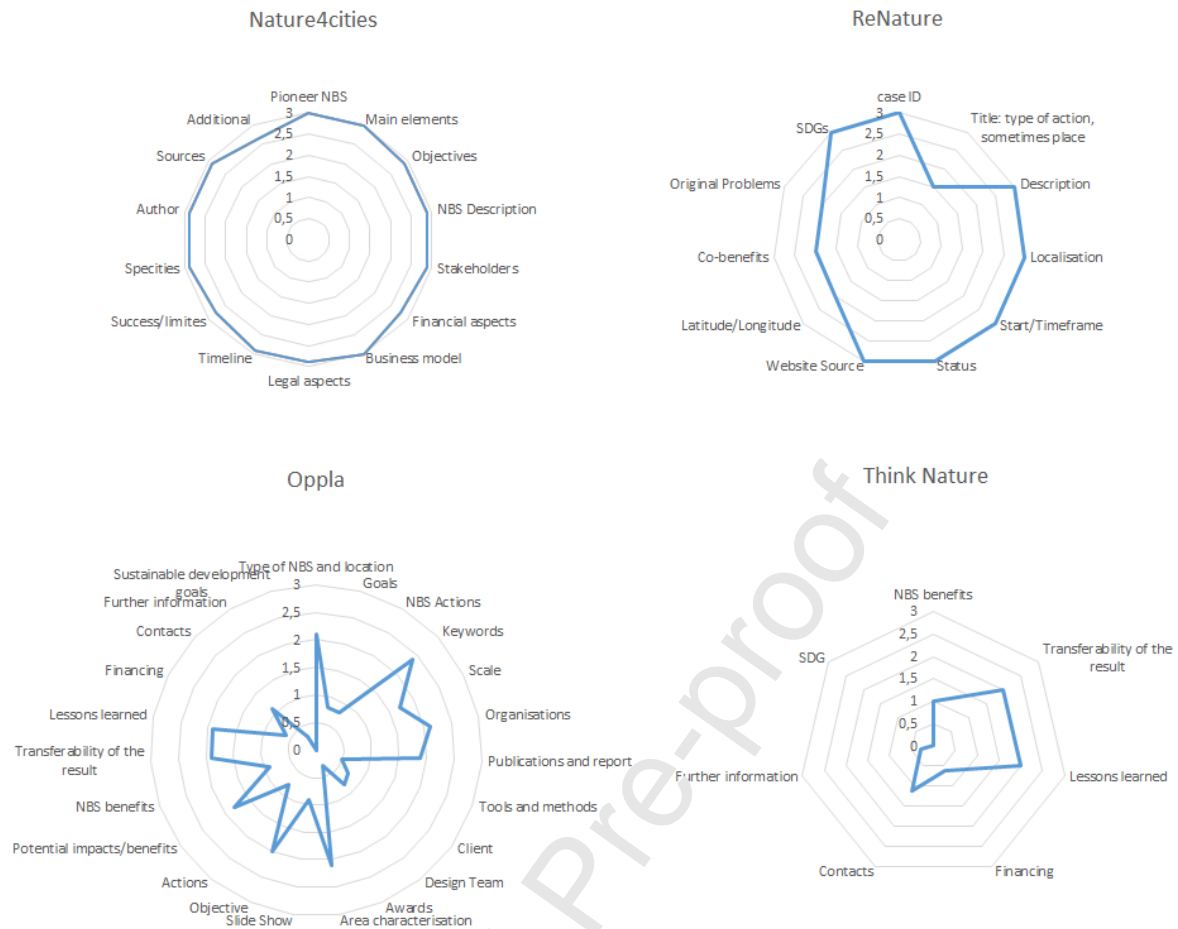 Nature4cities
Pioneer NBS
Main elements
Objectives
NBS Description
Stakeholders
Financial aspects
Business model
Legal aspects
Timeline
Success/limites
Specities
Author
Sources
Additional
3
2,5
2
1,5
1
0,5
0
ReNature
case ID
Title: type of action,
sometimes place
Description
Localisation
Start/Timeframe
Status
Website Source
Latitude/Longitude
Co-benefits
Original Problems
SDGs
3
2,5
2
1,5
1
0,5
0
Oppla
Type of NBS and location
Goals
NBS Actions
Keywords
Scale
Organisations
Publications and report
Tools and methods
Client
Design Team
Awards
Area characterisation
Slide Show
Objective
Actions
Potential impacts/benefits
NBS benefits
Transferability of the
result
Lessons learned
Financing
Contacts
Further information
Sustainable development
goals
3
2,5
2
1,5
1
0,5
0
Think Nature
NBS benefits
Transferability of the
result
Lessons learned
Financing
Contacts
Further information
SDG
3
2,5
2
1,5
1
0,5
0
Pre-proof